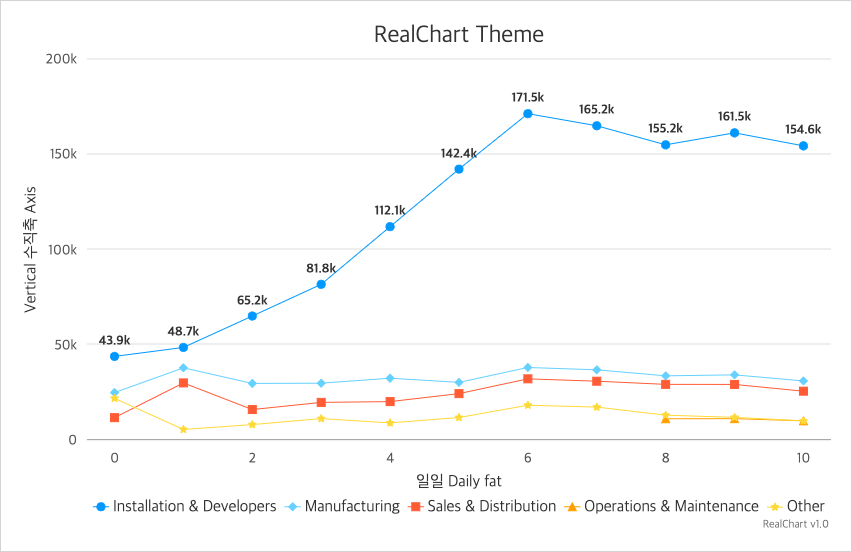 RealChart Theme
200k
150k
100k
50k
0
Vertical 수직축 Axis
43.9k
48.7k
65.2k
81.8k
112.1k
142.4k
171.5k
165.2k
155.2k
161.5k
154.6k
0 2 4 6 8 10
일일 Daily fat
Installation & Developers Manufacturing Sales & Distribution Operations & Maintenance Other
RealChart v1.0